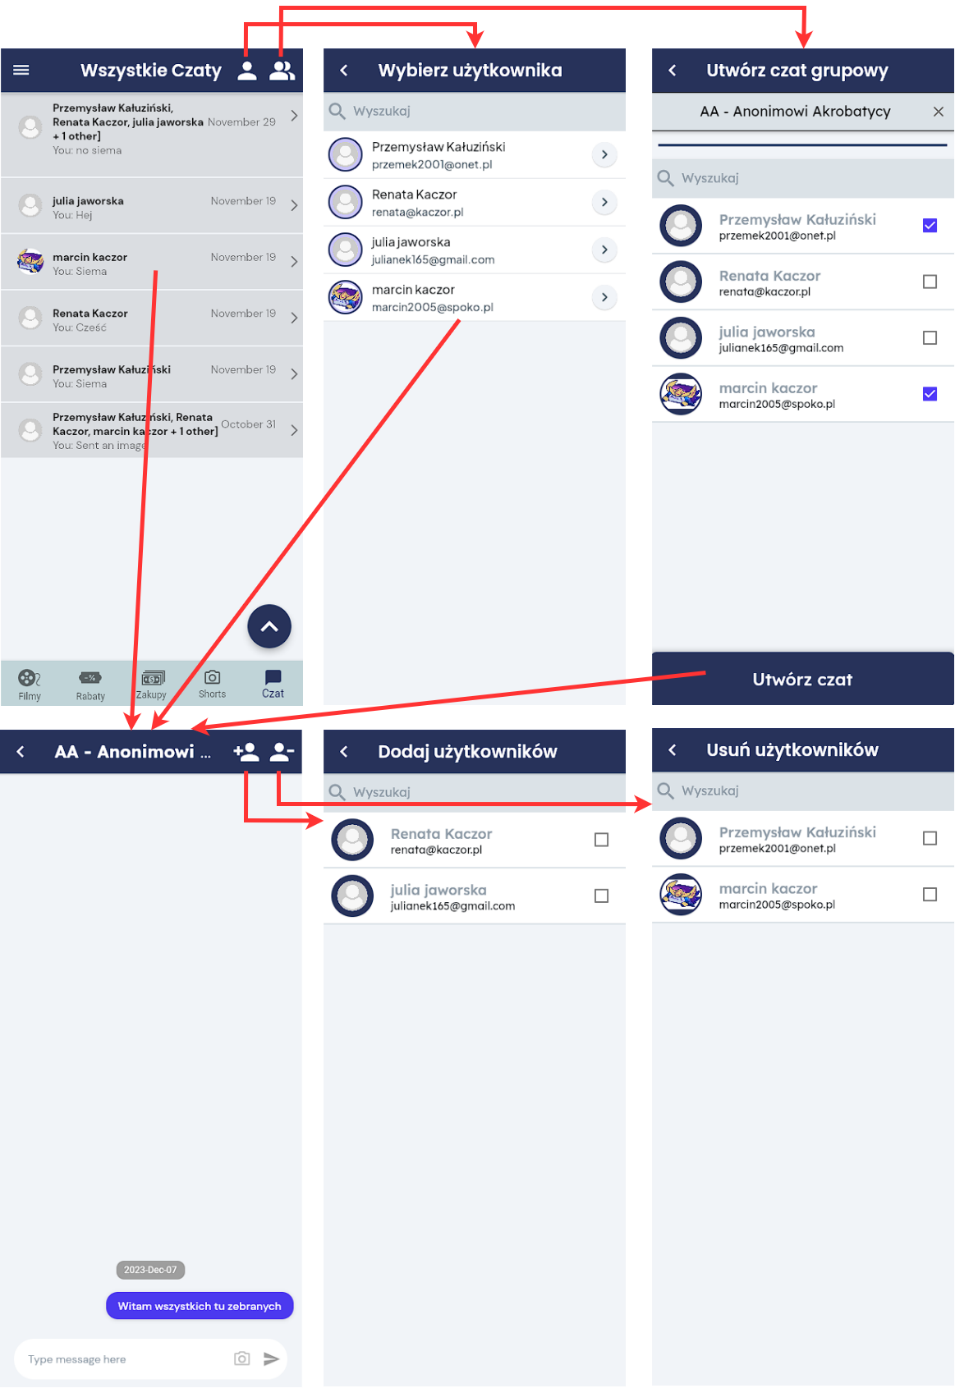 Wszystkie Czaty
Przemysław Kałuziński,
Renata Kaczor, julia jaworska
+ 1 other]
November 29
You: no siema
julia jaworska
November 19
You: Hej
marcin kaczor
November 19
You: Siema
Renata Kaczor
November 19
You: Cześć
Przemysław Kałuziński
November 19
You: Siema
Przemysław Kałuziński, Renata
Kaczor, marcin kaczor + 1 other]
October 31
You: Sent an image
Filmy
Rabaty
Zakupy
Shorts
Czat
Wybierz użytkownika
Wyszukaj
Przemysław Kałuziński
przemek2001@onet.pl
Renata Kaczor
renata@kaczor.pl
julia jaworska
julianek165@gmail.com
marcin kaczor
marcin2005@spoko.pl
Utwórz czat grupowy
AA - Anonimowi Akrobatycy
Wyszukaj
Przemysław Kałuziński
przemek2001@onet.pl
Renata Kaczor
renata@kaczor.pl
julia jaworska
julianek165@gmail.com
marcin kaczor
marcin2005@spoko.pl
Utwórz czat
AA - Anonimowi ...
2023-Dec-07
Witam wszystkich tu zebranych
Type message here
Dodaj użytkowników
Wyszukaj
Renata Kaczor
renata@kaczor.pl
julia jaworska
julianek165@gmail.com
Usuń użytkowników
Wyszukaj
Przemysław Kałuziński
przemek2001@onet.pl
marcin kaczor
marcin2005@spoko.pl